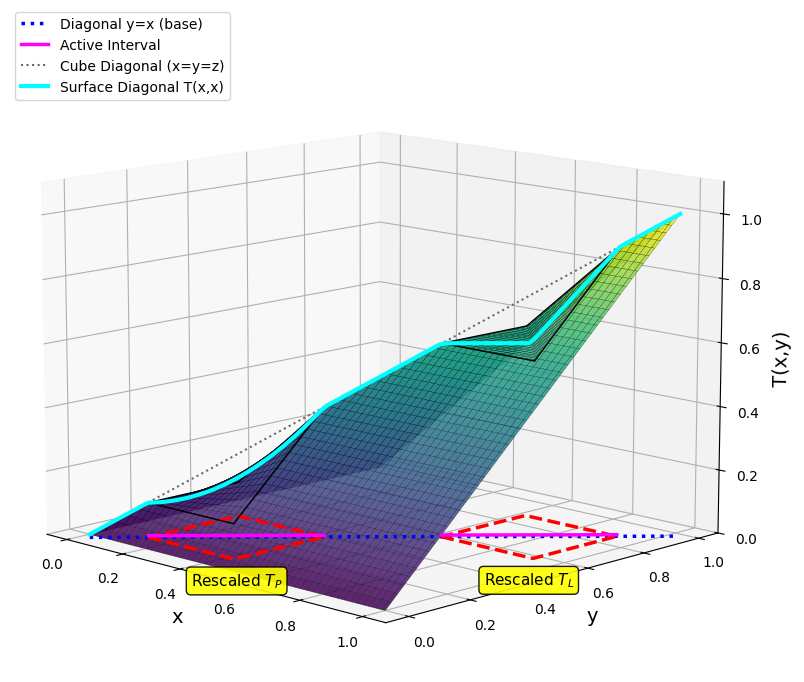 Diagonal y=x (base)
Active Interval
Cube Diagonal (x=y=z)
Surface Diagonal T(x,x)
1.0
0.8
0.6
0.4
0.2
0.0
T(x,y)
0.0
0.2
0.4
0.6
0.8
1.0
x
0.0
0.2
0.4
0.6
0.8
1.0
y
Rescaled T_P
Rescaled T_L